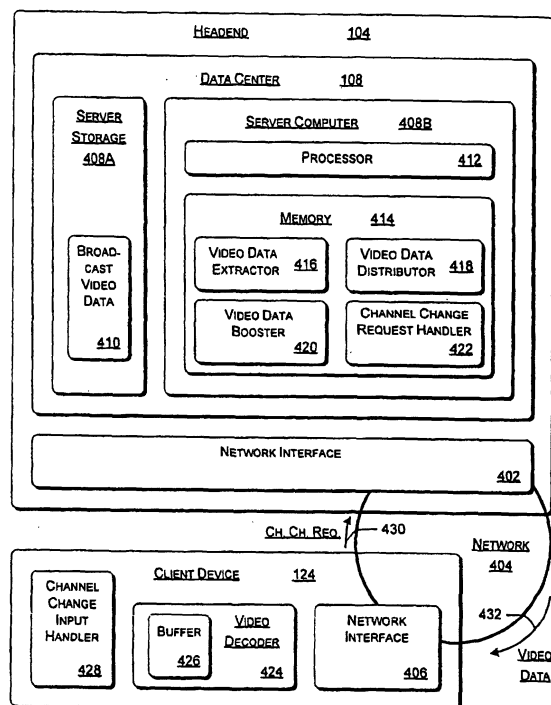 HEADEND 104
DATA CENTER 108
SERVER
STORAGE
408A
BROAD-
CAST
VIDEO
DATA
410
SERVER COMPUTER 408B
PROCESSOR 412
MEMORY 414
VIDEO DATA
EXTRACTOR 416
VIDEO DATA
DISTRIBUTOR 418
VIDEO DATA
BOOSTER
420
CHANNEL CHANGE
REQUEST HANDLER
422
NETWORK INTERFACE
402
CH. CH. REQ. 430
NETWORK
404
432
VIDEO
DATA
CLIENT DEVICE 124
CHANNEL
CHANGE
INPUT
HANDLER
428
BUFFER
426
VIDEO
DECODER
424
NETWORK
INTERFACE
406